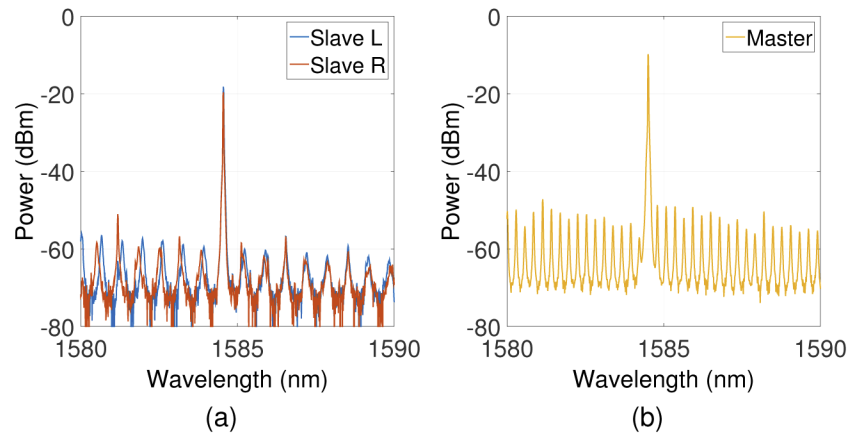 0
-20
-40
-60
-80
Power (dBm)
Slave L
Slave R
1580
1585
1590
Wavelength (nm)
(a)
0
-20
-40
-60
-80
Power (dBm)
Master
1580
1585
1590
Wavelength (nm)
(b)